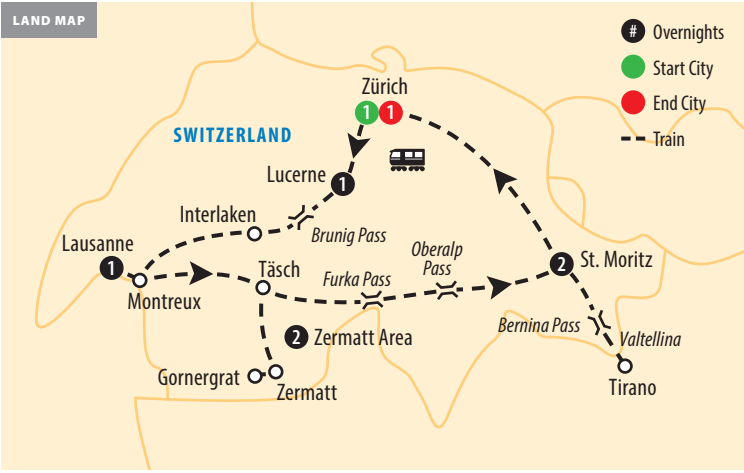 LAND MAP
# Overnights
Start City
End City
Train
Zürich
1 1
SWITZERLAND
Lucerne
1
Interlaken
Brunig Pass
Lausanne
1
Montreux
Täsch
Furka Pass
Oberalp
Pass
2 St. Moritz
Bernina Pass
Valtellina
2 Zermatt Area
Gornergrat
Zermatt
Tirano